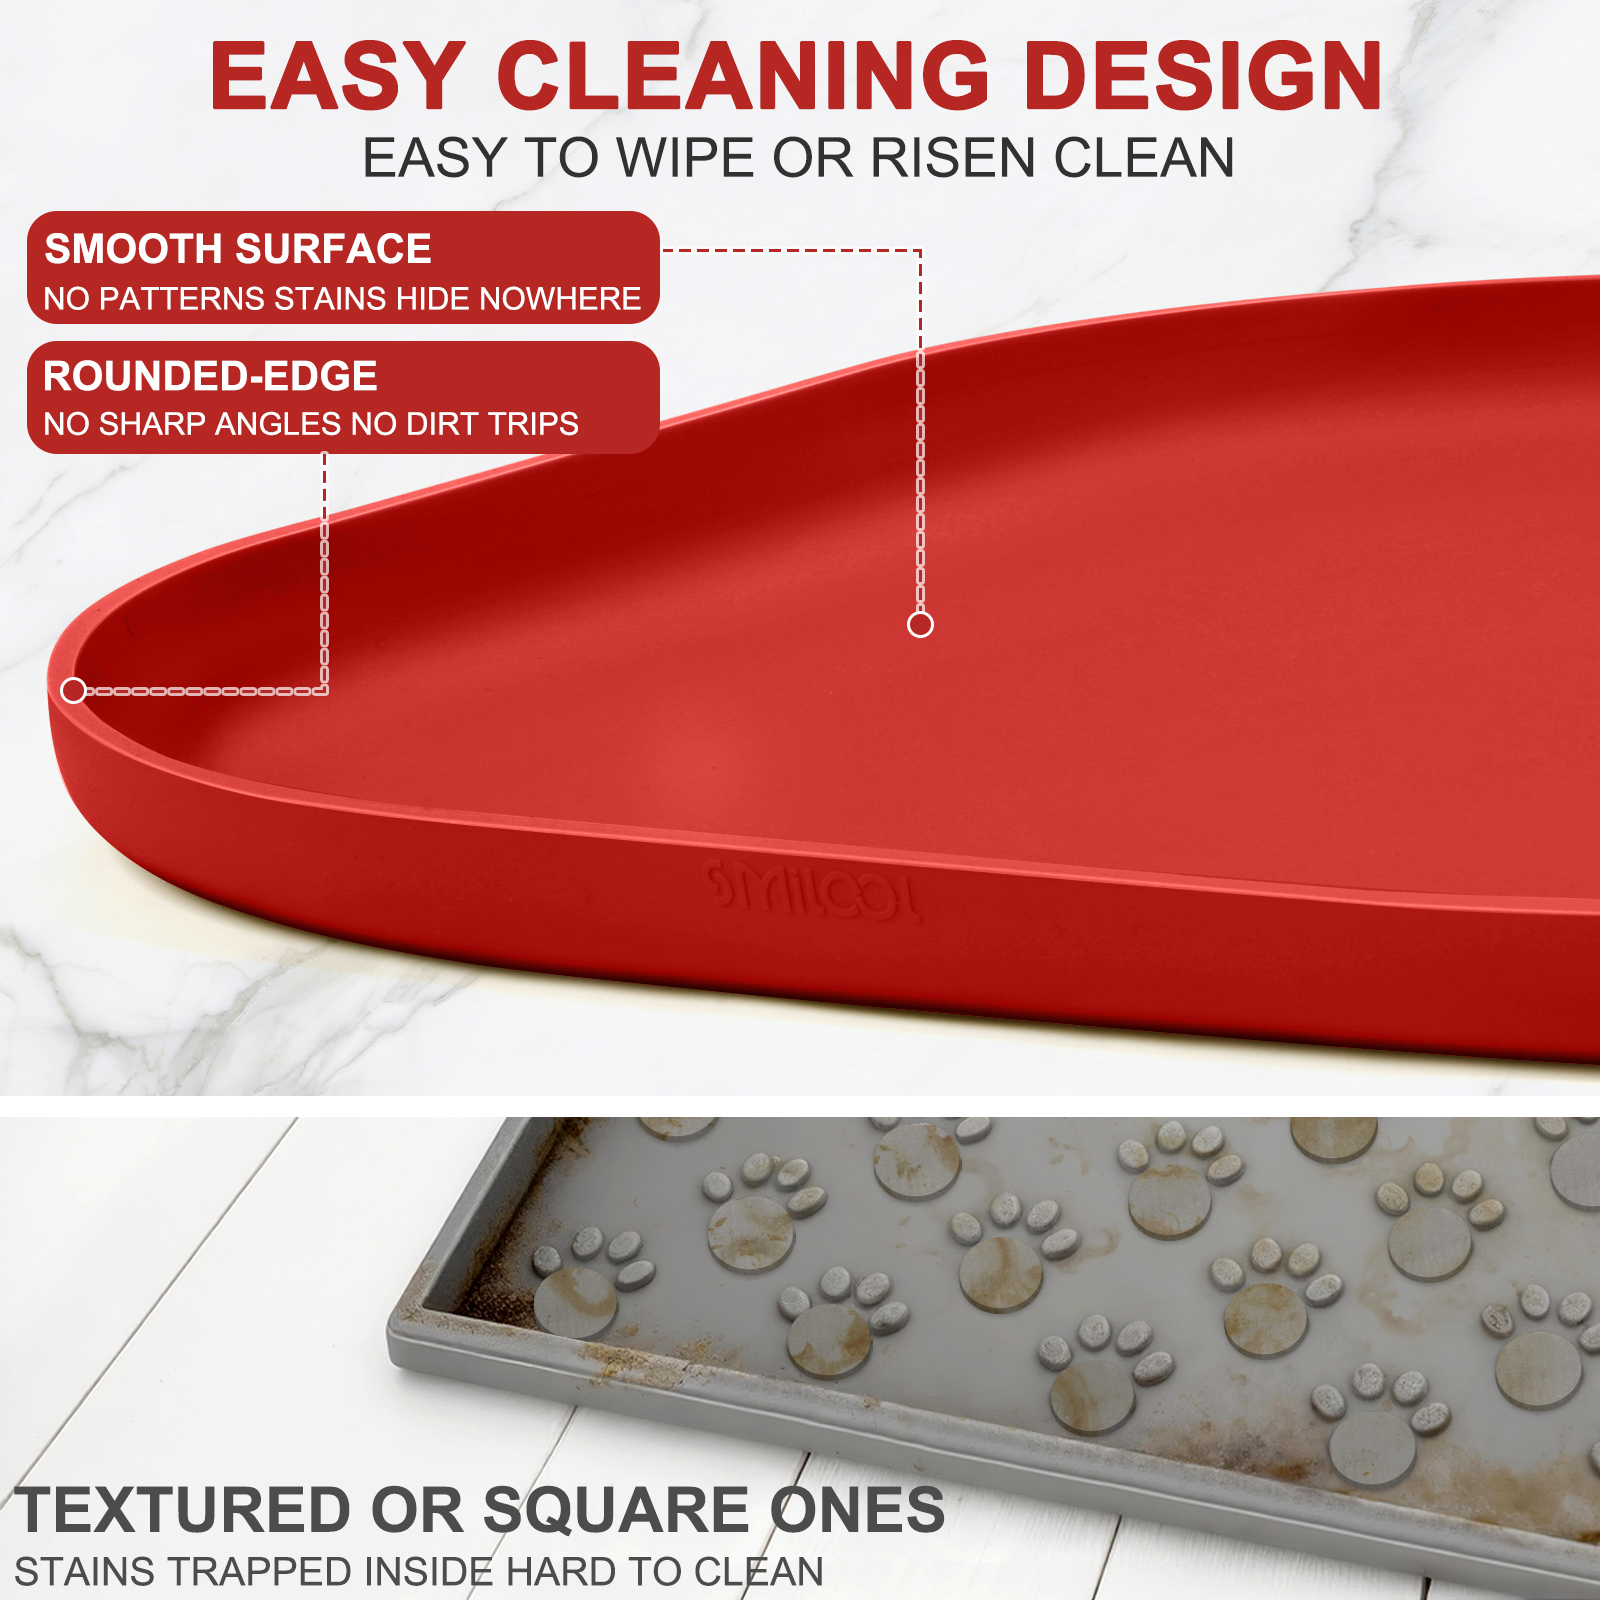 EASY CLEANING DESIGN
EASY TO WIPE OR RISEN CLEAN
SMOOTH SURFACE
NO PATTERNS STAINS HIDE NOWHERE
ROUNDED-EDGE
NO SHARP ANGLES NO DIRT TRIPS
SMILOOL
TEXTURED OR SQUARE ONES
STAINS TRAPPED INSIDE HARD TO CLEAN